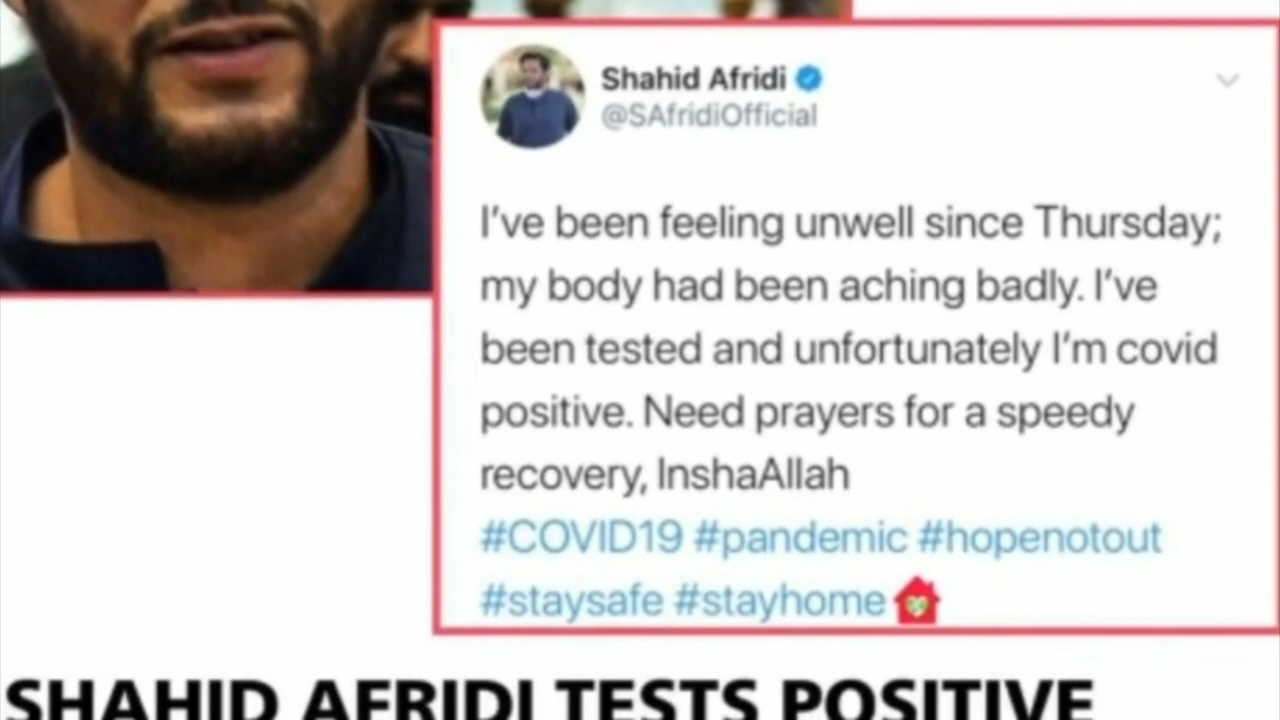 Shahid Afridi
@SAfridiOfficial
I've been feeling unwell since Thursday;
my body had been aching badly. I've
been tested and unfortunately I'm covid
positive. Need prayers for a speedy
recovery, InshaAllah
#COVID19 #pandemic #hopenotout
#staysafe #stayhome
SHAHID AFRIDI TESTS POSITIVE